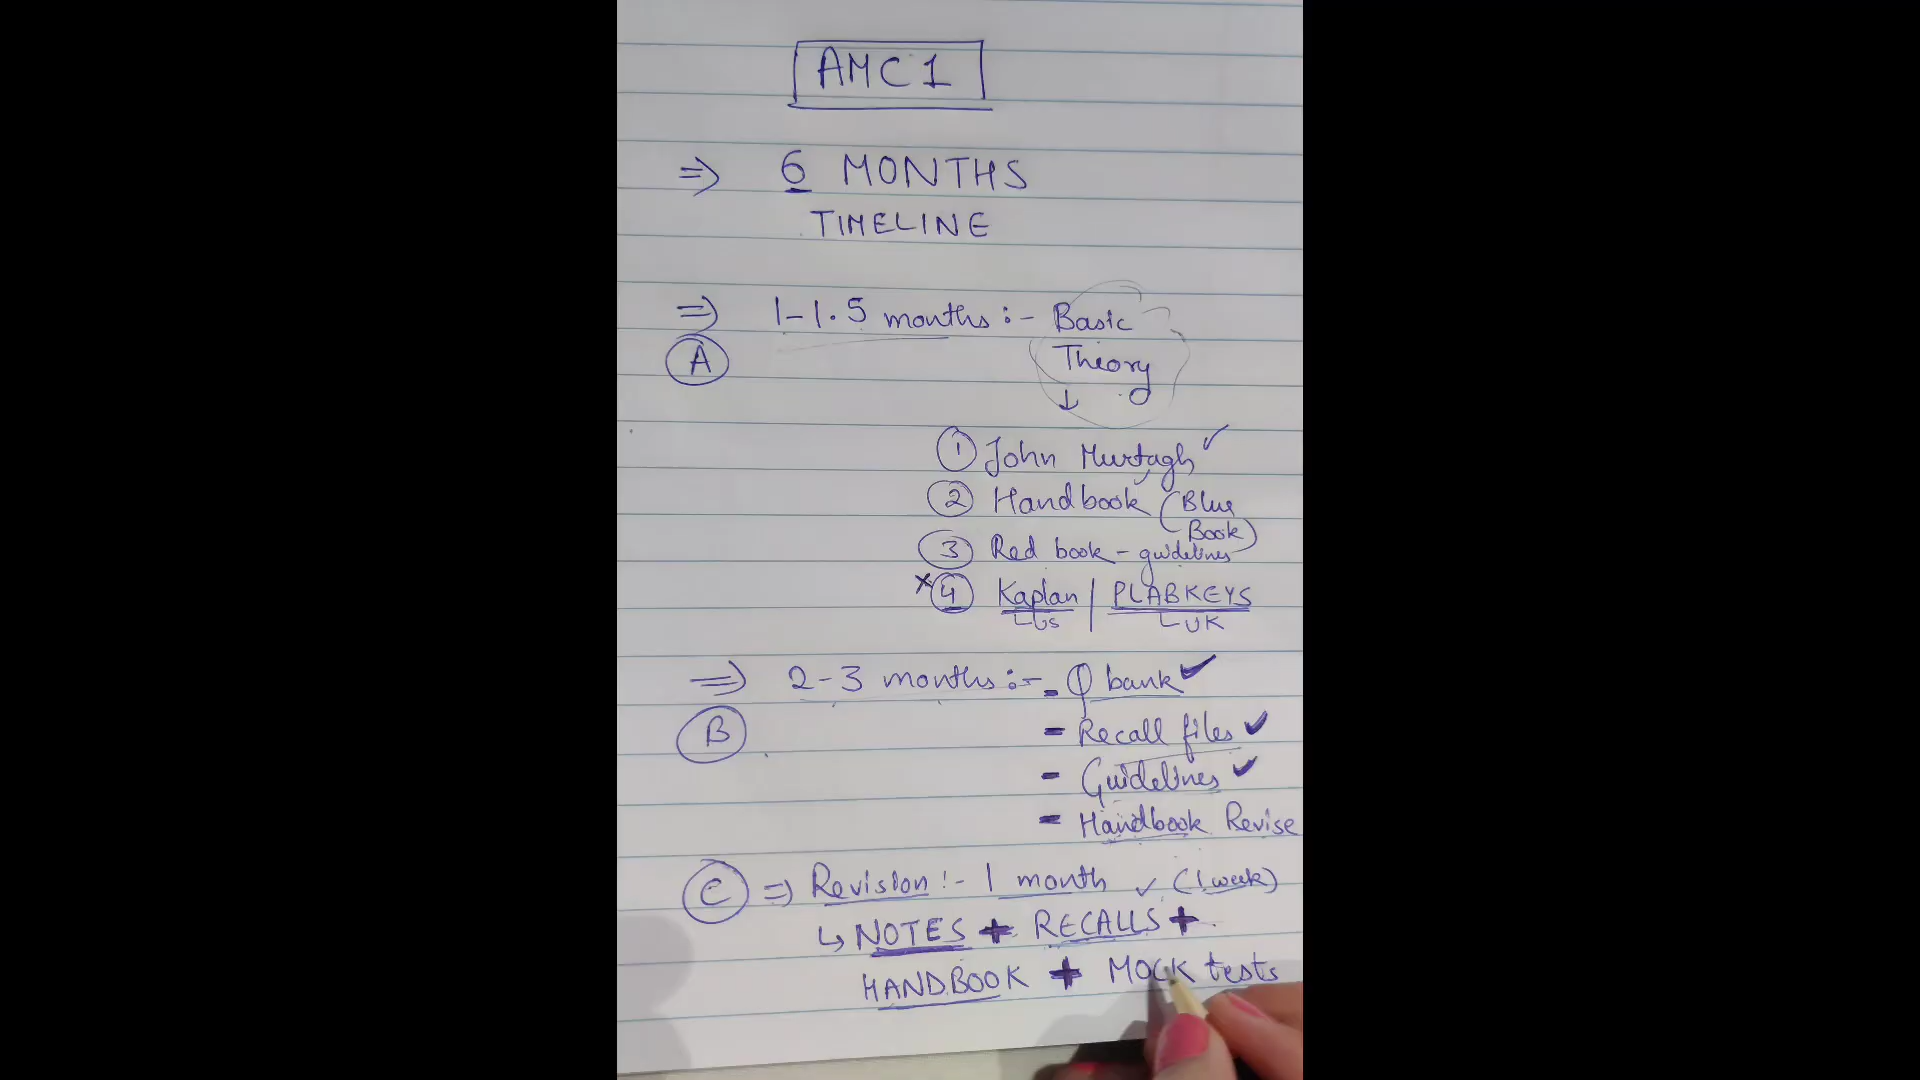 AMC 1
⇒ 6 MONTHS
TIMELINE
⇒ 1-1.5 months :- Basic
A Theory
↓
① John Murtagh ✓
② Handbook (Blue
Book)
③ Red book - guidelines
x④ Kaplan / PLABKEYS
US UK
⇒ 2-3 months :- - Q bank ✓
B - Recall files ✓
- Guidelines ✓
- Handbook Revise
C ⇒ Revision :- 1 month ✓ (1 week)
↳ NOTES + RECALLS +
HANDBOOK + MOCK tests